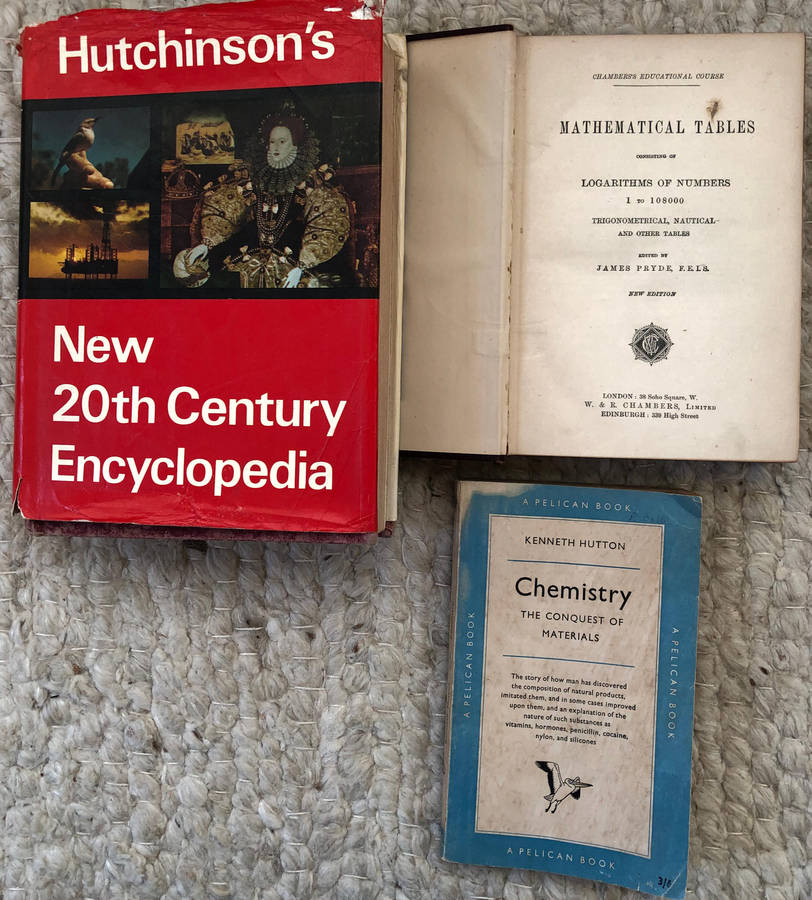 Hutchinson's
New
20th Century
Encyclopedia
CHAMBERS'S EDUCATIONAL COURSE
MATHEMATICAL TABLES
CONSISTING OF
LOGARITHMS OF NUMBERS
1 TO 108000
TRIGONOMETRICAL, NAUTICAL
AND OTHER TABLES
EDITED BY
JAMES PRYDE, F.E.I.S.
NEW EDITION
LONDON: 38 Soho Square, W.
W. & R. CHAMBERS, LIMITED
EDINBURGH: 339 High Street
A PELICAN BOOK
KENNETH HUTTON
Chemistry
THE CONQUEST OF
MATERIALS
A PELICAN BOOK
A PELICAN BOOK
The story of how man has discovered
the composition of natural products,
imitated them, and in some cases improved
upon them, and an explanation of the
nature of such substances as
vitamins, hormones, penicillin, cocaine,
nylon, and silicones
A PELICAN BOOK
3/6